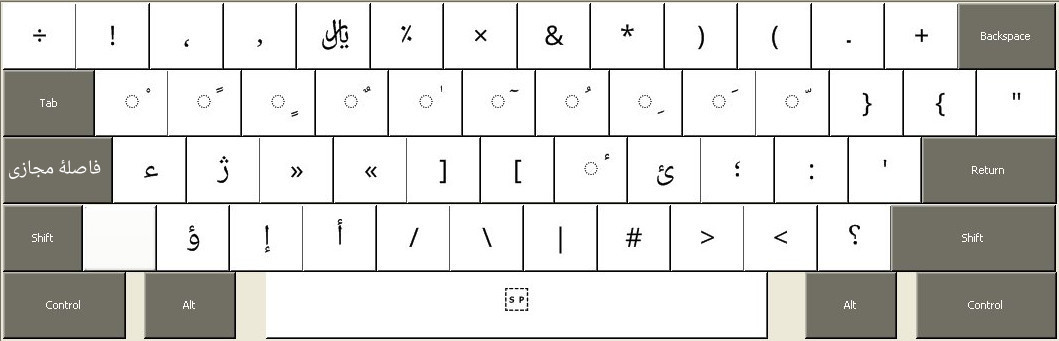 ÷ ! ، , ﷼ ٪ × & * ) ( ـ + Backspace
Tab ◌ْ ◌ً ◌ٍ ◌ٌ ◌ٰ ◌ٓ ◌ُ ◌ِ ◌َ ◌ّ } { "
فاصلهٔ مجازی ء ژ » « ] [ ◌ٔ ئ ؛ : '
Shift ؤ إ أ / \ | # > < ؟ Shift
Control Alt SP Alt Control